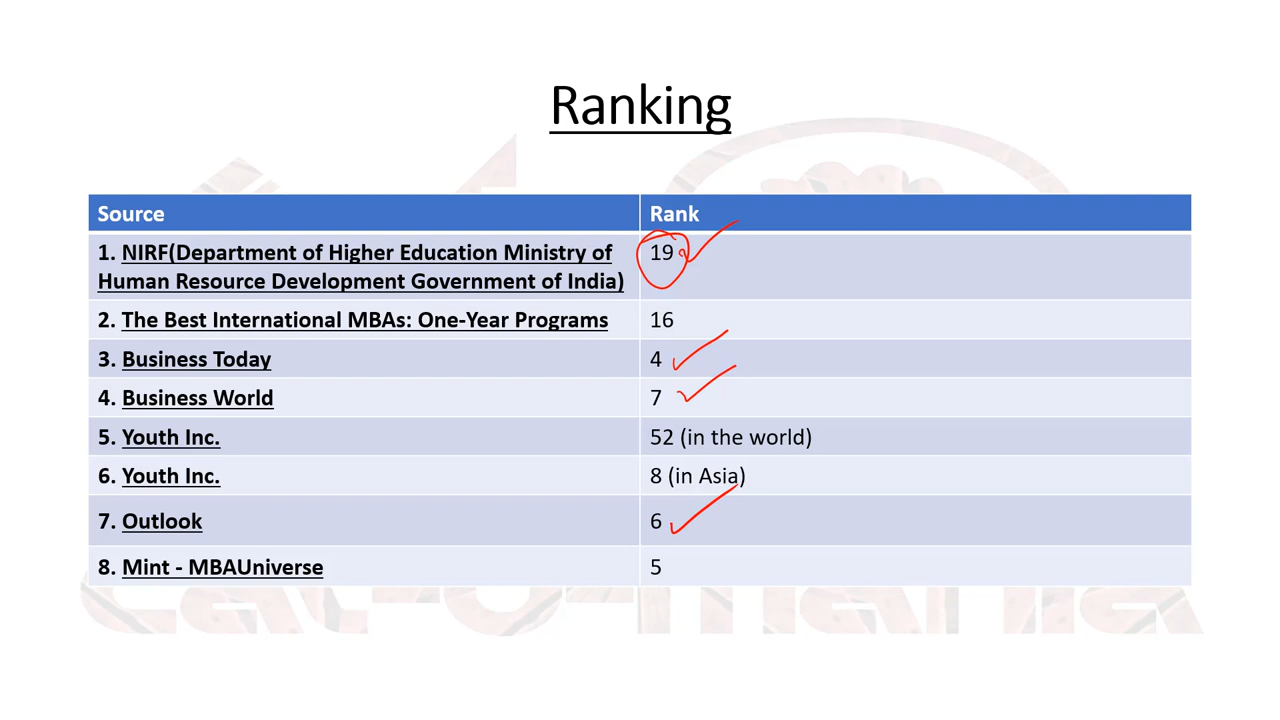 Ranking
Source
Rank
1. NIRF(Department of Higher Education Ministry of
Human Resource Development Government of India)
19
2. The Best International MBAs: One-Year Programs
16
3. Business Today
4
4. Business World
7
5. Youth Inc.
52 (in the world)
6. Youth Inc.
8 (in Asia)
7. Outlook
6
8. Mint - MBAUniverse
5